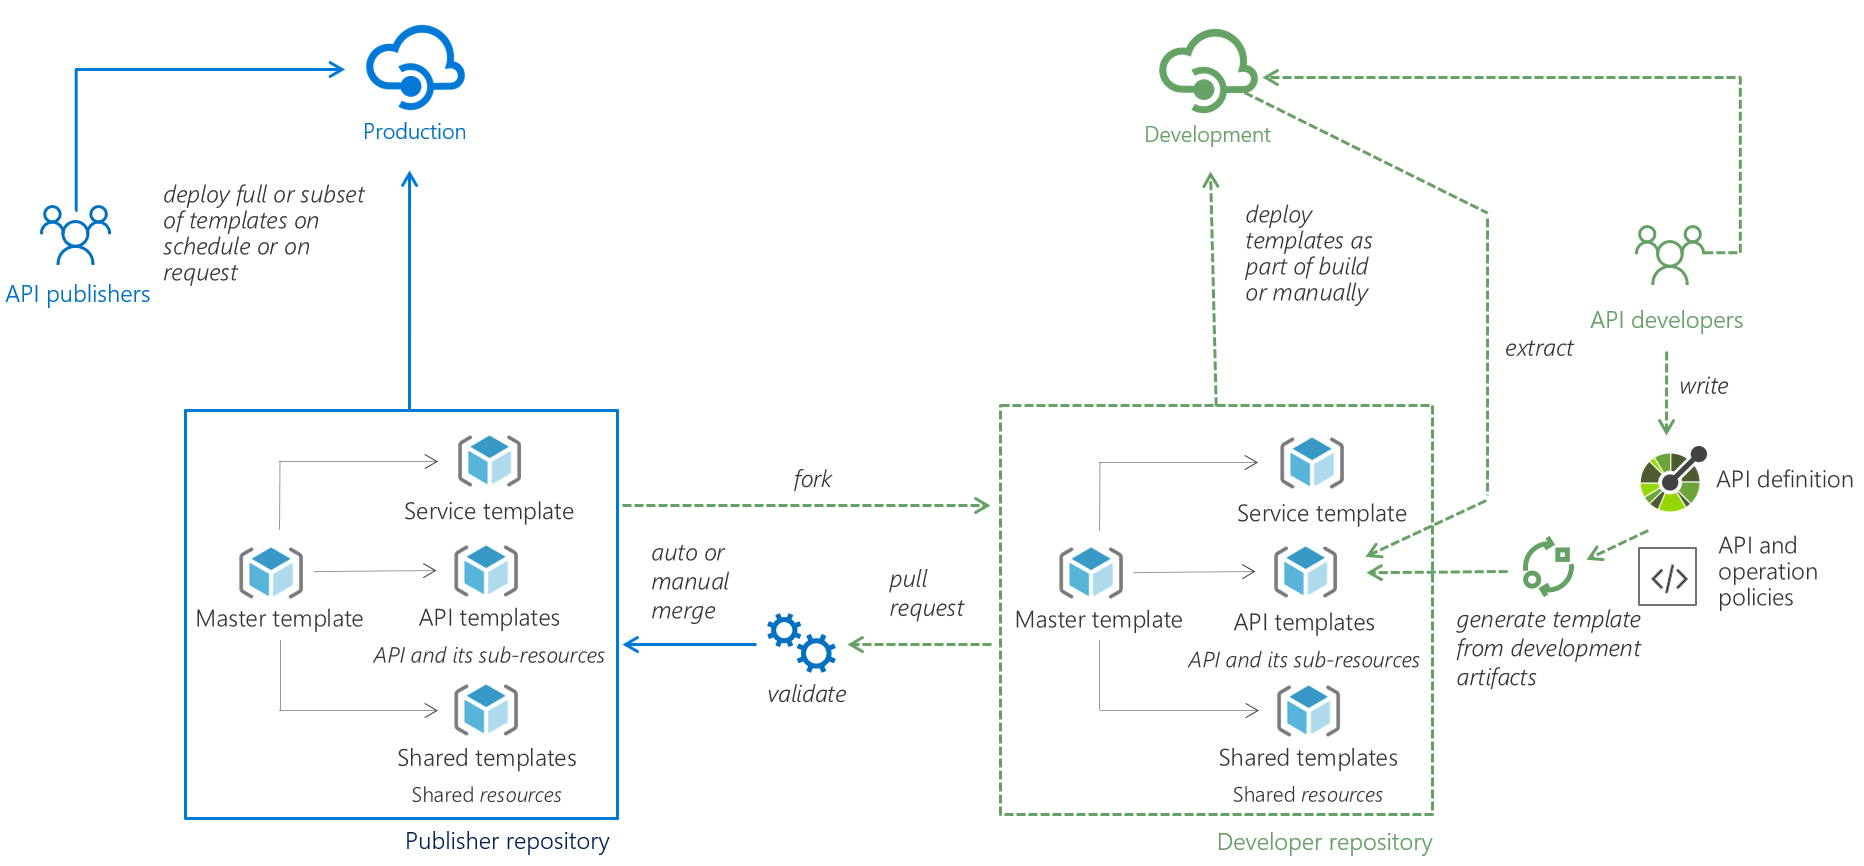 Production
deploy full or subset
of templates on
schedule or on
request
API publishers
Development
deploy
templates as
part of build
or manually
API developers
extract
write
API definition
API and
operation
policies
generate template
from development
artifacts
Service template
Master template
API templates
API and its sub-resources
Shared templates
Shared resources
Publisher repository
fork
auto or
manual
merge
pull
request
validate
Service template
Master template
API templates
API and its sub-resources
Shared templates
Shared resources
Developer repository